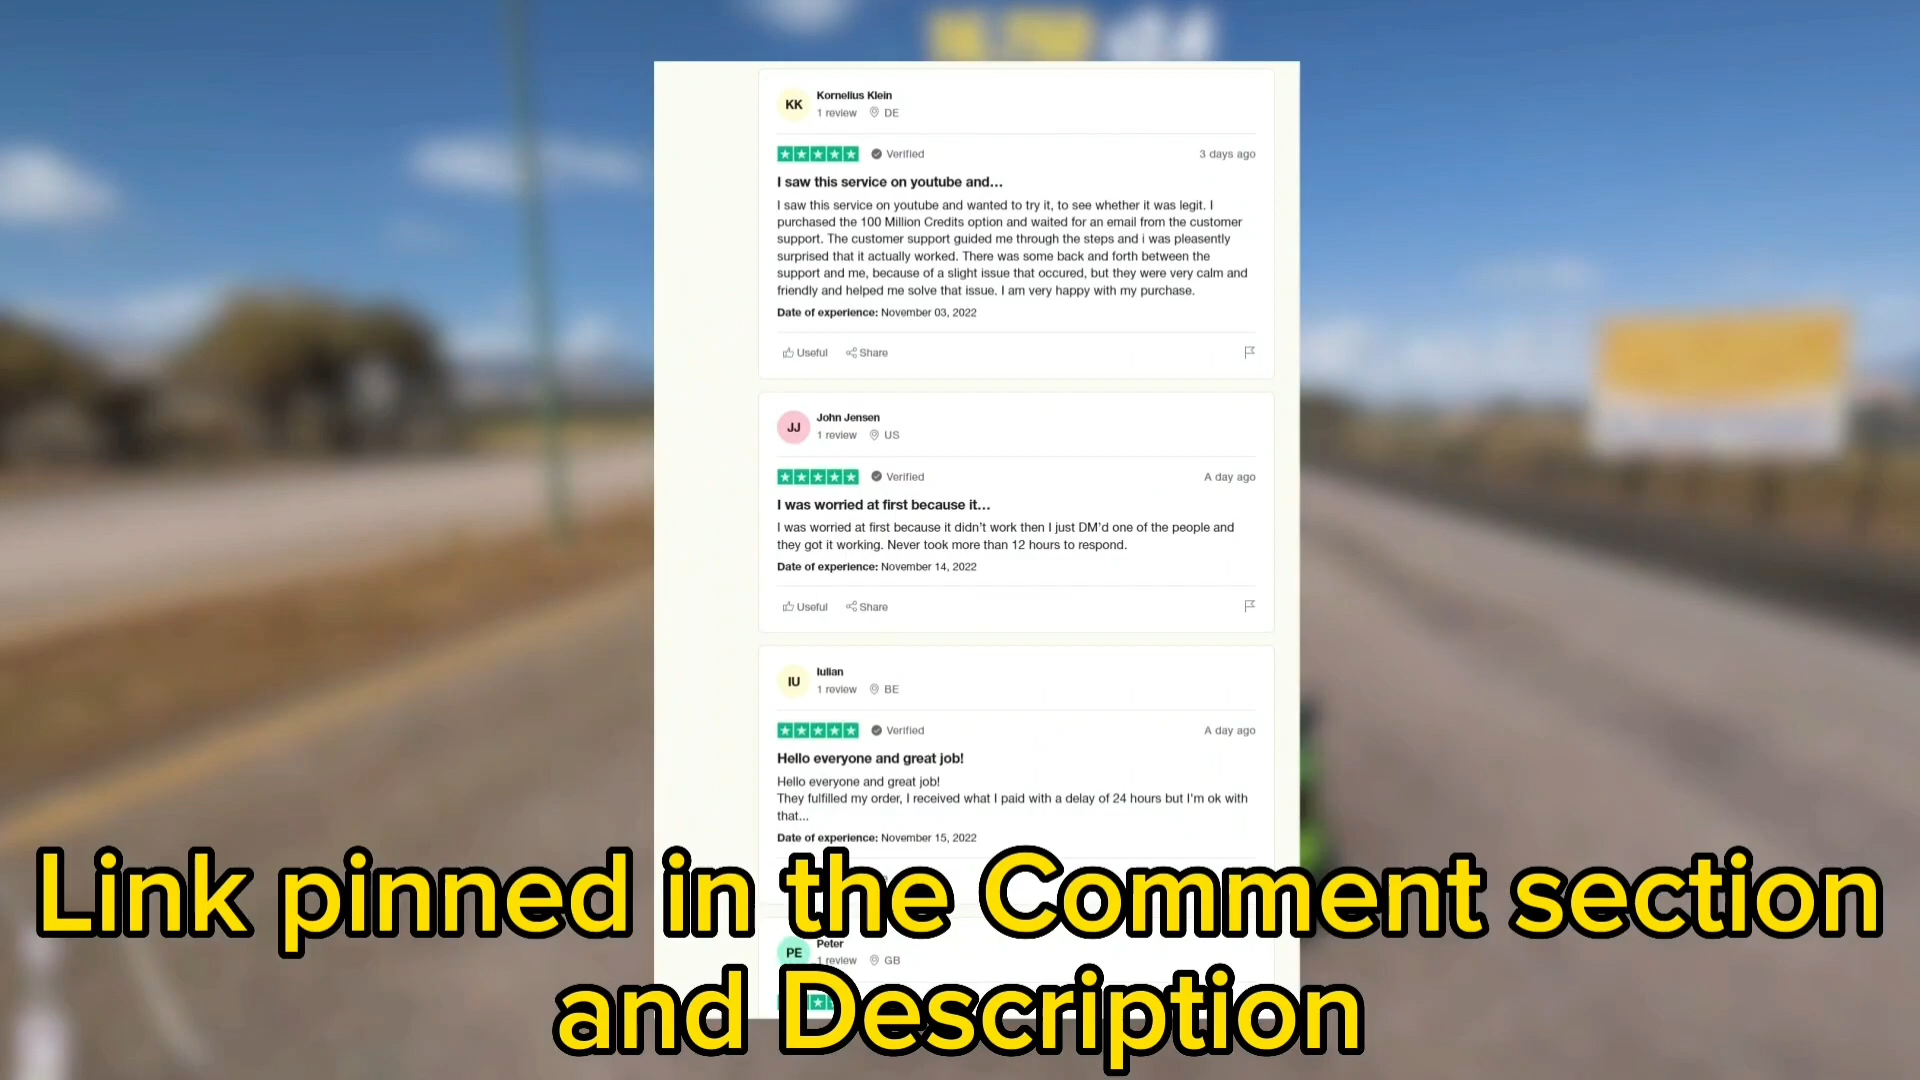 KK
Kornelius Klein
1 review DE
Verified
3 days ago
I saw this service on youtube and…
I saw this service on youtube and wanted to try it, to see whether it was legit. I
purchased the 100 Million Credits option and waited for an email from the customer
support. The customer support guided me through the steps and i was pleasently
surprised that it actually worked. There was some back and forth between the
support and me, because of a slight issue that occured, but they were very calm and
friendly and helped me solve that issue. I am very happy with my purchase.
Date of experience: November 03, 2022
Useful Share
JJ
John Jensen
1 review US
Verified
A day ago
I was worried at first because it…
I was worried at first because it didn’t work then I just DM’d one of the people and
they got it working. Never took more than 12 hours to respond.
Date of experience: November 14, 2022
Useful Share
IU
Iulian
1 review BE
Verified
A day ago
Hello everyone and great job!
Hello everyone and great job!
They fulfilled my order, I received what I paid with a delay of 24 hours but I'm ok with
that...
Date of experience: November 15, 2022
PE
Peter
1 review GB
Link pinned in the Comment section
and Description